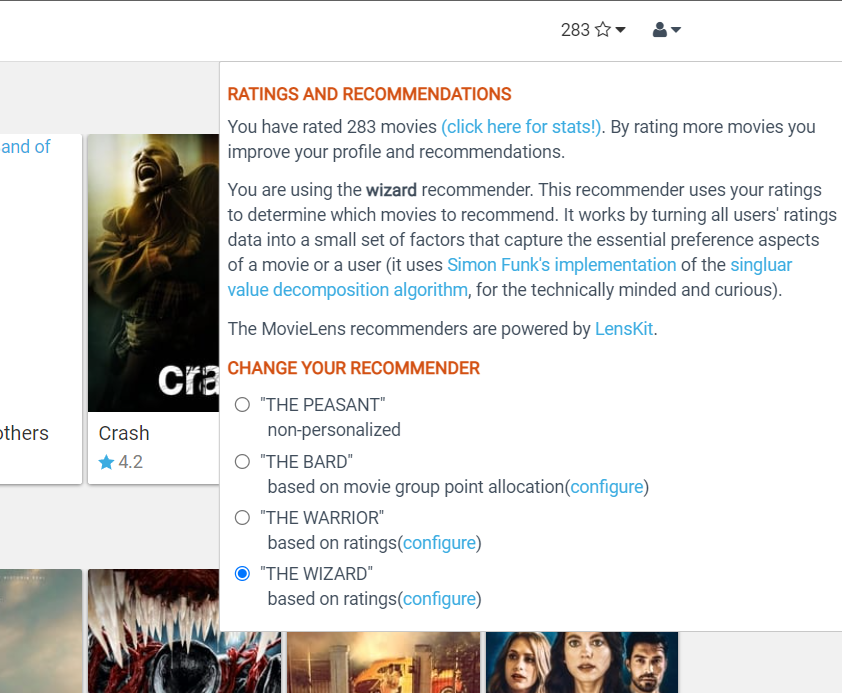 283
RATINGS AND RECOMMENDATIONS
You have rated 283 movies (click here for stats!). By rating more movies you
improve your profile and recommendations.
You are using the wizard recommender. This recommender uses your ratings
to determine which movies to recommend. It works by turning all users' ratings
data into a small set of factors that capture the essential preference aspects
of a movie or a user (it uses Simon Funk's implementation of the singluar
value decomposition algorithm, for the technically minded and curious).
The MovieLens recommenders are powered by LensKit.
CHANGE YOUR RECOMMENDER
"THE PEASANT"
non-personalized
"THE BARD"
based on movie group point allocation(configure)
"THE WARRIOR"
based on ratings(configure)
"THE WIZARD"
based on ratings(configure)
and of
cra
others
Crash
4.2